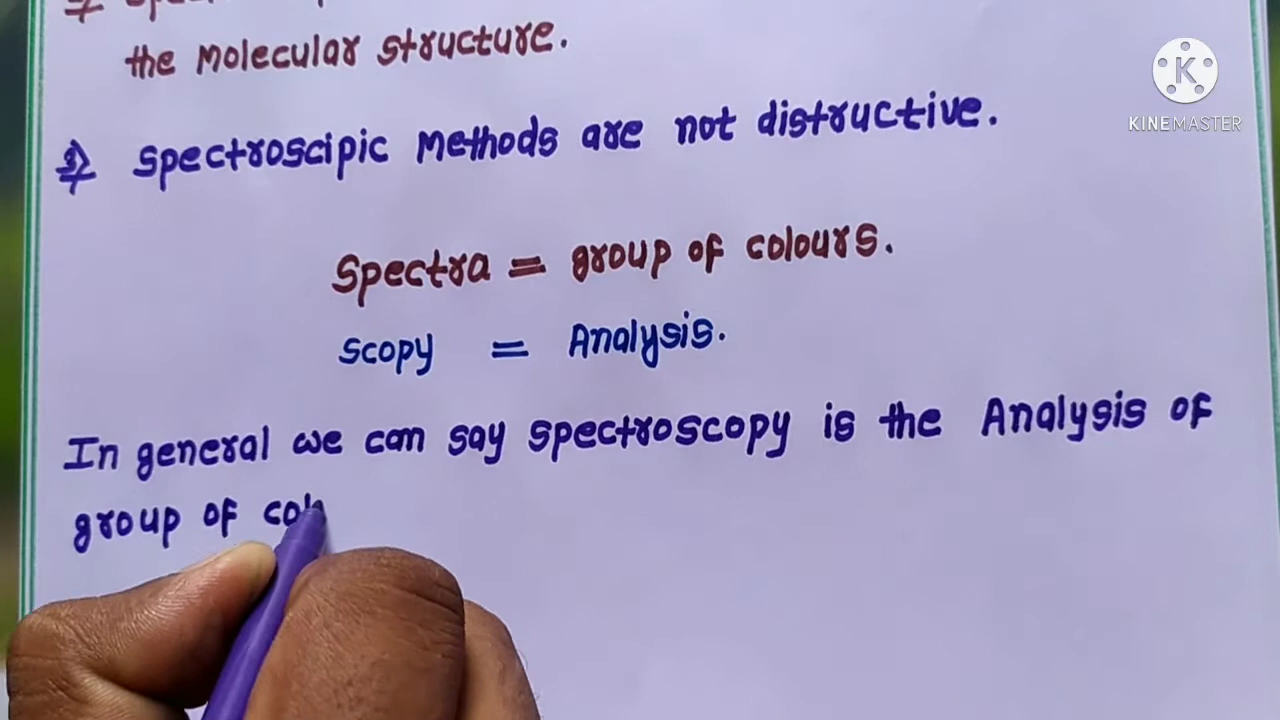 the Molecular structure.
3⇒ spectroscipic Methods are not distructive.
Spectra = group of colours.
scopy = Analysis.
In general we can say spectroscopy is the Analysis of
group of
K
KINEMASTER